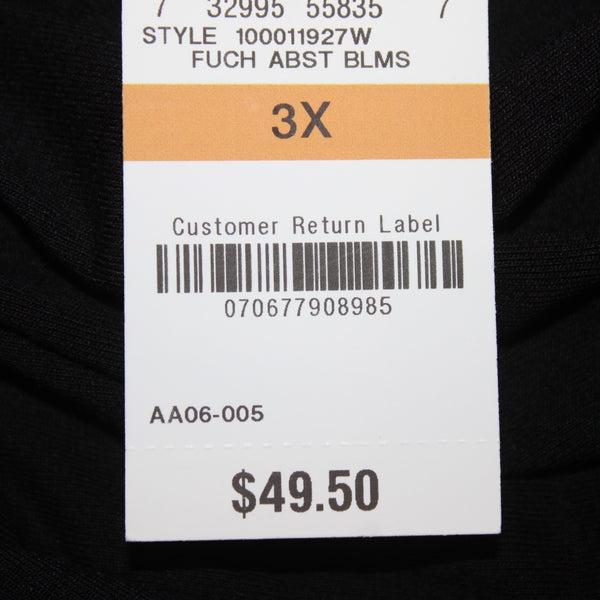 7 32995 55835 7
STYLE 100011927W
FUCH ABST BLMS
3X
Customer Return Label
070677908985
AA06-005
$49.50